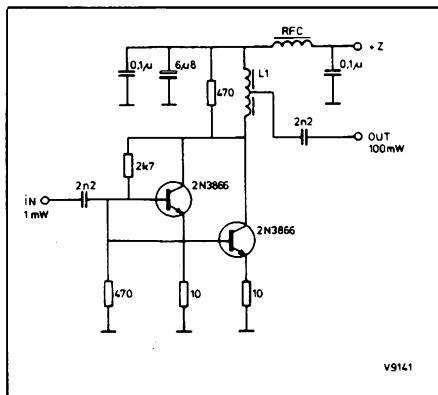 RFC
+Z
0,1µ
6µ8
470
L1
0,1µ
2n2
OUT
100mW
2k7
2N3866
2n2
iN
1mW
2N3866
470
10
10
V9141